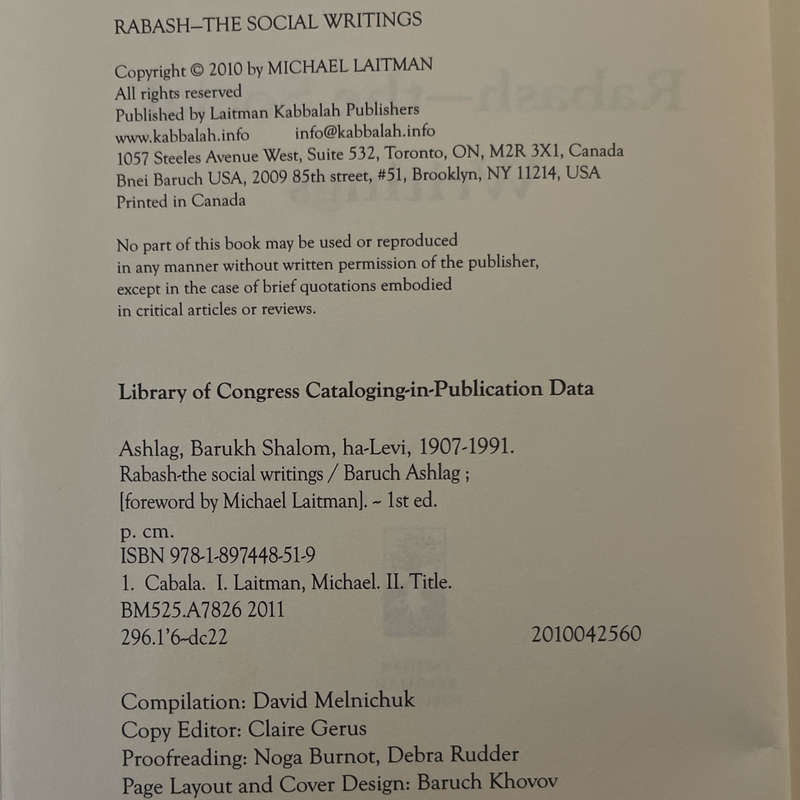 RABASH—THE SOCIAL WRITINGS
Copyright © 2010 by MICHAEL LAITMAN
All rights reserved
Published by Laitman Kabbalah Publishers
www.kabbalah.info info@kabbalah.info
1057 Steeles Avenue West, Suite 532, Toronto, ON, M2R 3X1, Canada
Bnei Baruch USA, 2009 85th street, #51, Brooklyn, NY 11214, USA
Printed in Canada
No part of this book may be used or reproduced
in any manner without written permission of the publisher,
except in the case of brief quotations embodied
in critical articles or reviews.
Library of Congress Cataloging-in-Publication Data
Ashlag, Barukh Shalom, ha-Levi, 1907-1991.
Rabash-the social writings / Baruch Ashlag ;
[foreword by Michael Laitman]. ~ 1st ed.
p. cm.
ISBN 978-1-897448-51-9
1. Cabala. I. Laitman, Michael. II. Title.
BM525.A7826 2011
296.1'6–dc22 2010042560
Compilation: David Melnichuk
Copy Editor: Claire Gerus
Proofreading: Noga Burnot, Debra Rudder
Page Layout and Cover Design: Baruch Khovov